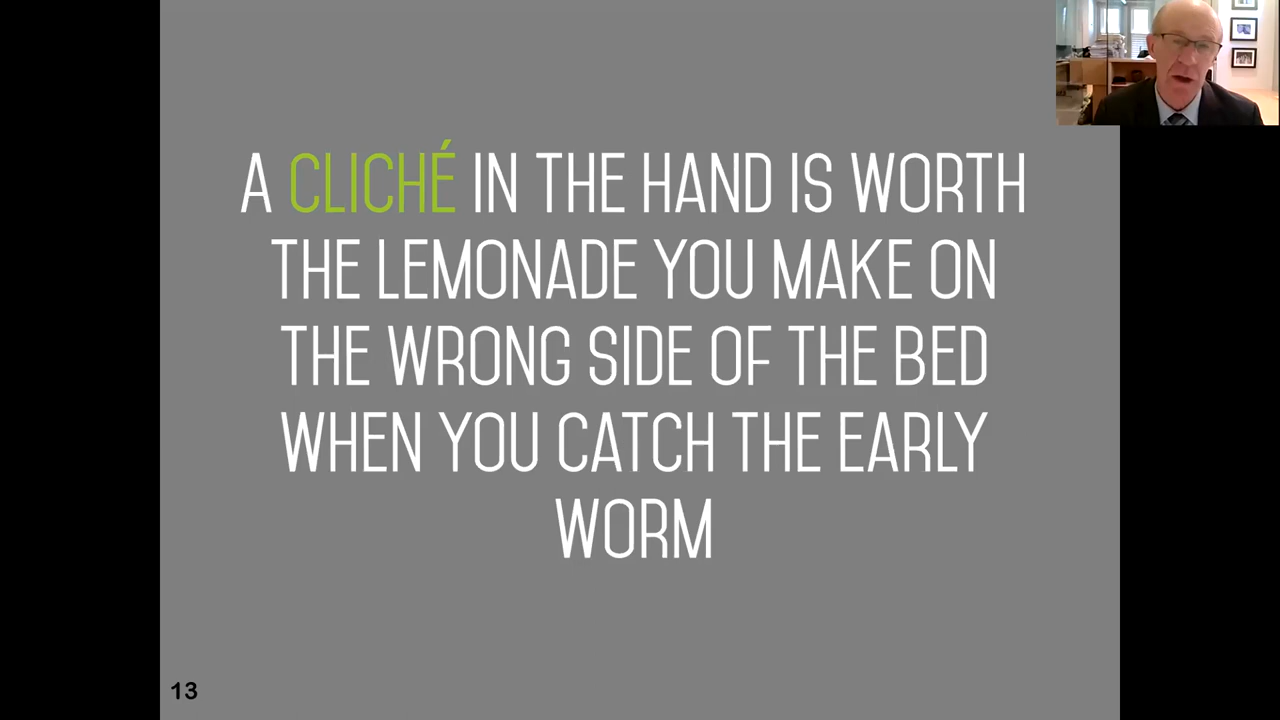 A CLICHÉ IN THE HAND IS WORTH
THE LEMONADE YOU MAKE ON
THE WRONG SIDE OF THE BED
WHEN YOU CATCH THE EARLY
WORM
13